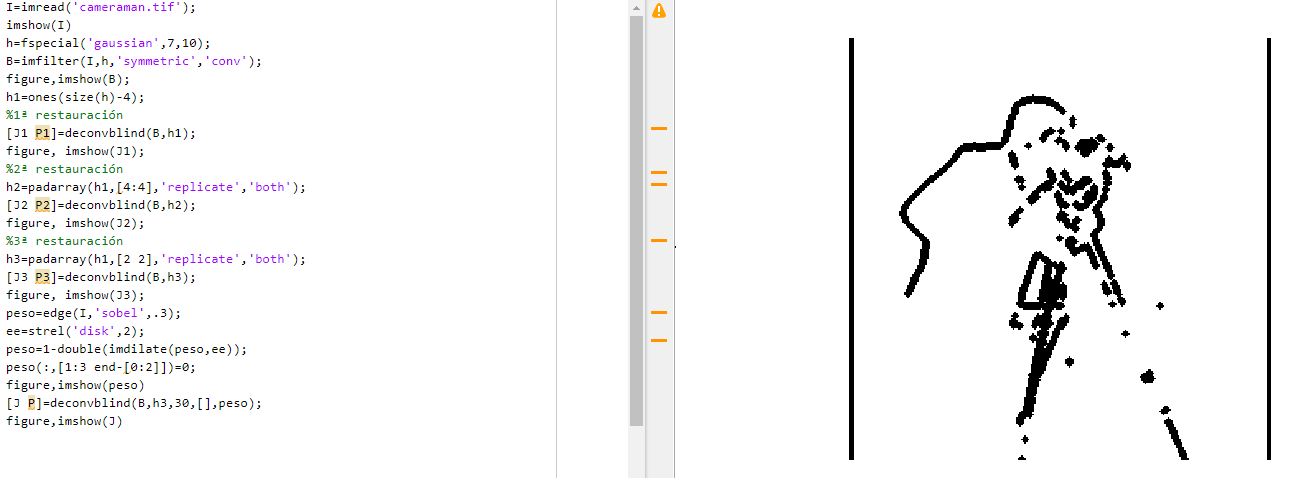 I=imread('cameraman.tif');
imshow(I)
h=fspecial('gaussian',7,10);
B=imfilter(I,h,'symmetric','conv');
figure,imshow(B);
h1=ones(size(h)-4);
%1ª restauración
[J1 P1]=deconvblind(B,h1);
figure, imshow(J1);
%2ª restauración
h2=padarray(h1,[4:4],'replicate','both');
[J2 P2]=deconvblind(B,h2);
figure, imshow(J2);
%3ª restauración
h3=padarray(h1,[2 2],'replicate','both');
[J3 P3]=deconvblind(B,h3);
figure, imshow(J3);
peso=edge(I,'sobel',.3);
ee=strel('disk',2);
peso=1-double(imdilate(peso,ee));
peso(:,[1:3 end-[0:2]])=0;
figure,imshow(peso)
[J P]=deconvblind(B,h3,30,[],peso);
figure,imshow(J)